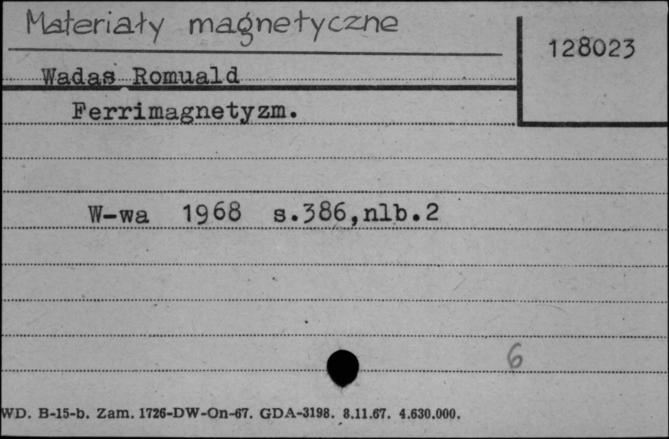 Materiały magnetyczne
128023
Wadas Romuald
Ferrimagnetyzm.
W-wa 1968 s.386,nlb.2
6
WD. B-15-b. Zam. 1726-DW-On-67. GDA-3198. 8.11.67. 4.630.000.